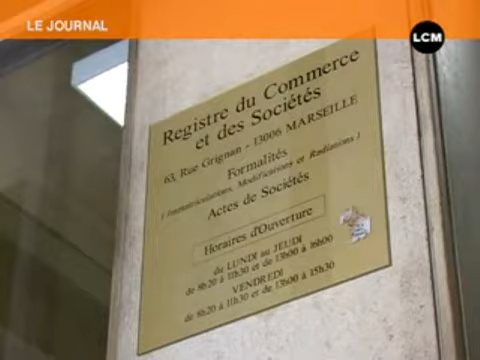 LE JOURNAL
LCM
Registre du Commerce
et des Sociétés
63, Rue Grignan - 13006 MARSEILLE
Formalités
( Immatriculations, Modifications et Radiations )
Actes de Sociétés
Horaires d'Ouverture
du LUNDI au JEUDI
de 8h20 à 11h30 et de 13h00 à 16h00
VENDREDI
de 8h20 à 11h30 et de 13h00 à 15h30